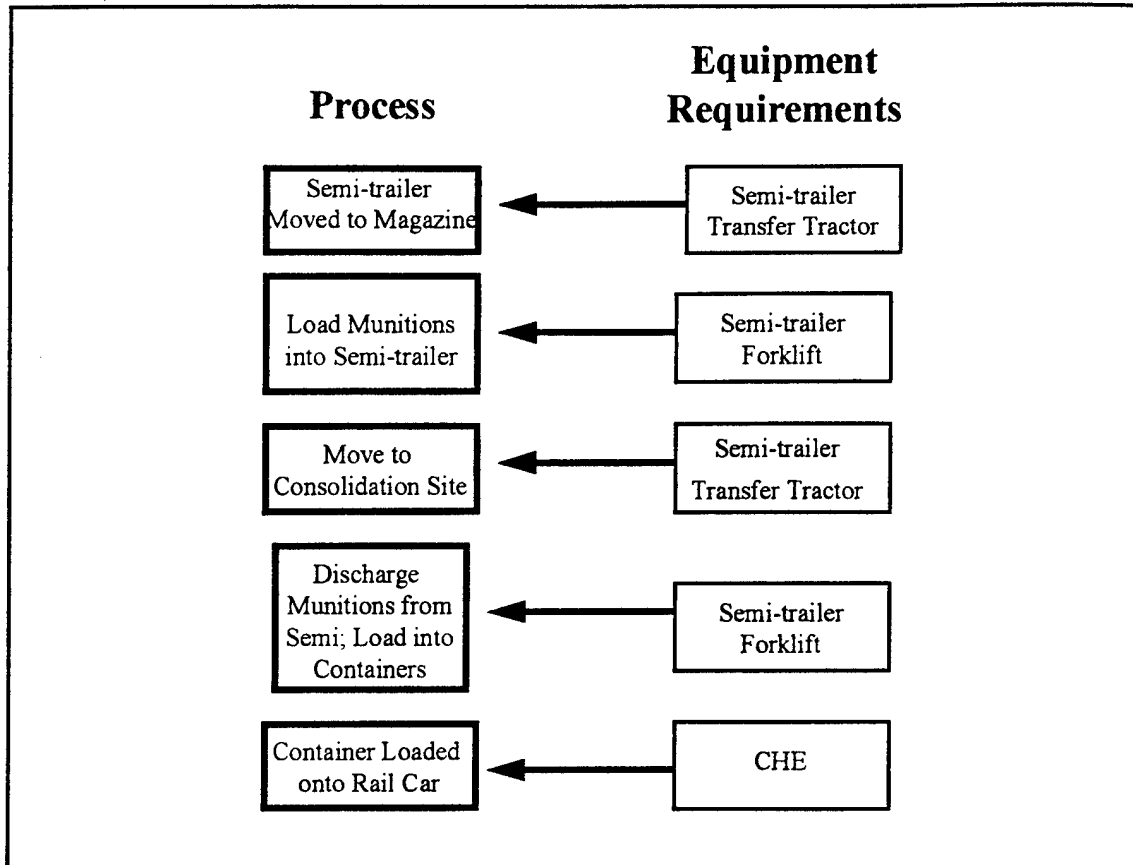 Process
Equipment
Requirements
Semi-trailer
Moved to Magazine
Semi-trailer
Transfer Tractor
Load Munitions
into Semi-trailer
Semi-trailer
Forklift
Move to
Consolidation Site
Semi-trailer
Transfer Tractor
Discharge
Munitions from
Semi; Load into
Containers
Semi-trailer
Forklift
Container Loaded
onto Rail Car
CHE